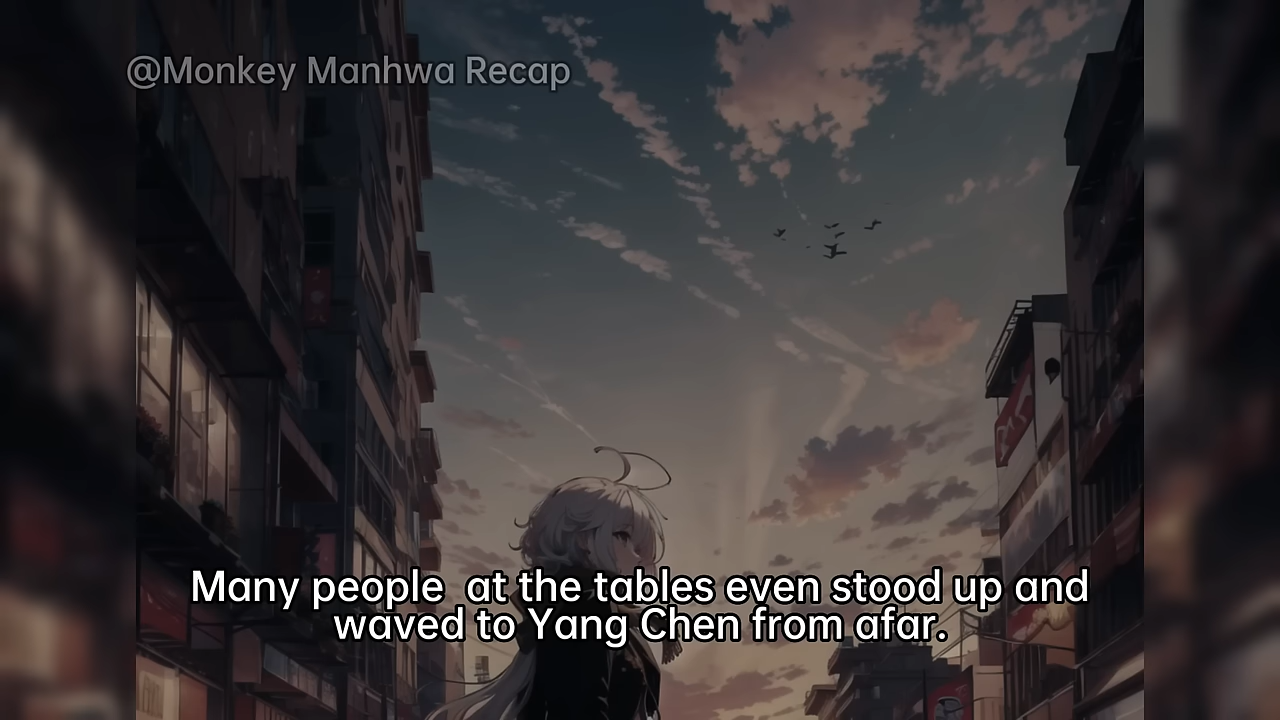 @Monkey Manhwa Recap
Many people  at the tables even stood up and
waved to Yang Chen from afar.